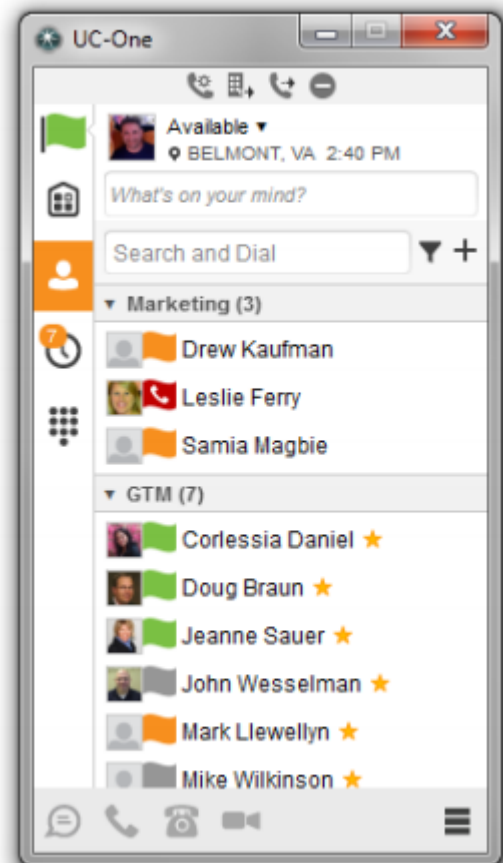 UC-One
Available ▾
BELMONT, VA 2:40 PM
What's on your mind?
Search and Dial
Marketing (3)
Drew Kaufman
Leslie Ferry
Samia Magbie
7
GTM (7)
Corlessia Daniel
Doug Braun
Jeanne Sauer
John Wesselman
Mark Llewellyn
Mike Wilkinson